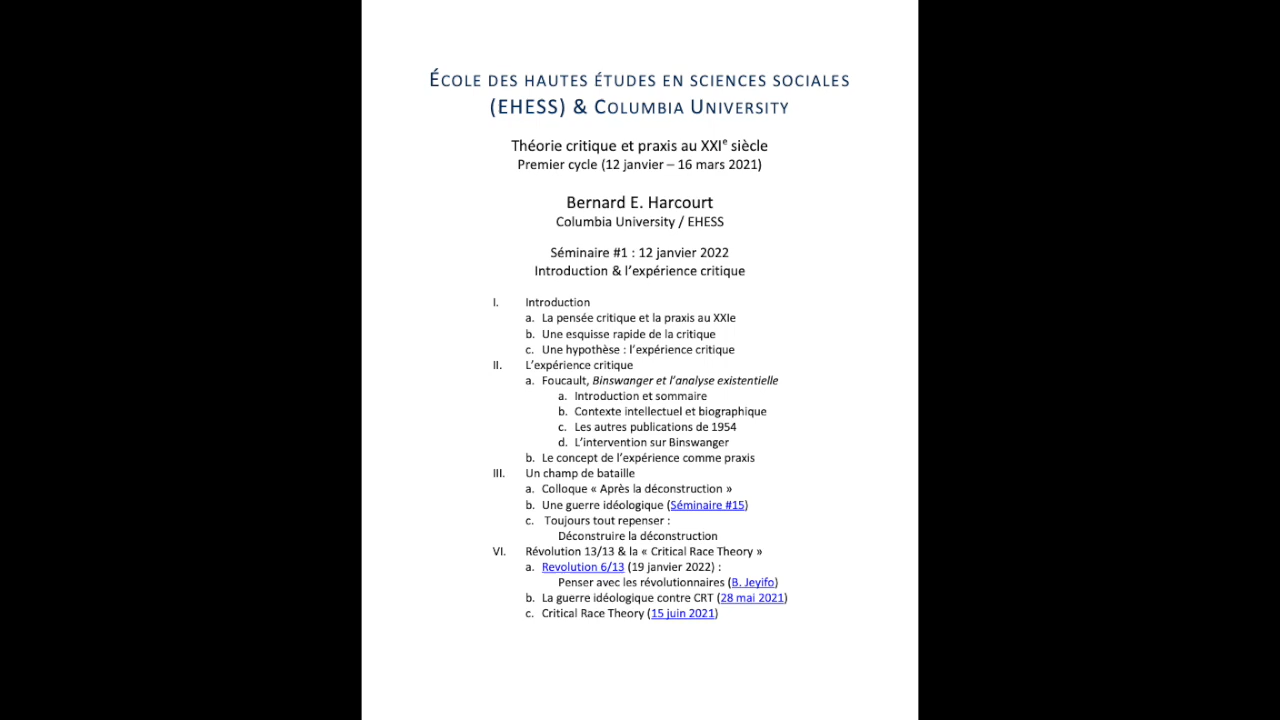 ÉCOLE DES HAUTES ÉTUDES EN SCIENCES SOCIALES
(EHESS) & COLUMBIA UNIVERSITY
Théorie critique et praxis au XXIe siècle
Premier cycle (12 janvier – 16 mars 2021)
Bernard E. Harcourt
Columbia University / EHESS
Séminaire #1 : 12 janvier 2022
Introduction & l’expérience critique
I. Introduction
a. La pensée critique et la praxis au XXIe
b. Une esquisse rapide de la critique
c. Une hypothèse : l’expérience critique
II. L’expérience critique
a. Foucault, Binswanger et l’analyse existentielle
a. Introduction et sommaire
b. Contexte intellectuel et biographique
c. Les autres publications de 1954
d. L’intervention sur Binswanger
b. Le concept de l’expérience comme praxis
III. Un champ de bataille
a. Colloque « Après la déconstruction »
b. Une guerre idéologique (Séminaire #15)
c. Toujours tout repenser :
Déconstruire la déconstruction
VI. Révolution 13/13 & la « Critical Race Theory »
a. Revolution 6/13 (19 janvier 2022) :
Penser avec les révolutionnaires (B. Jeyifo)
b. La guerre idéologique contre CRT (28 mai 2021)
c. Critical Race Theory (15 juin 2021)